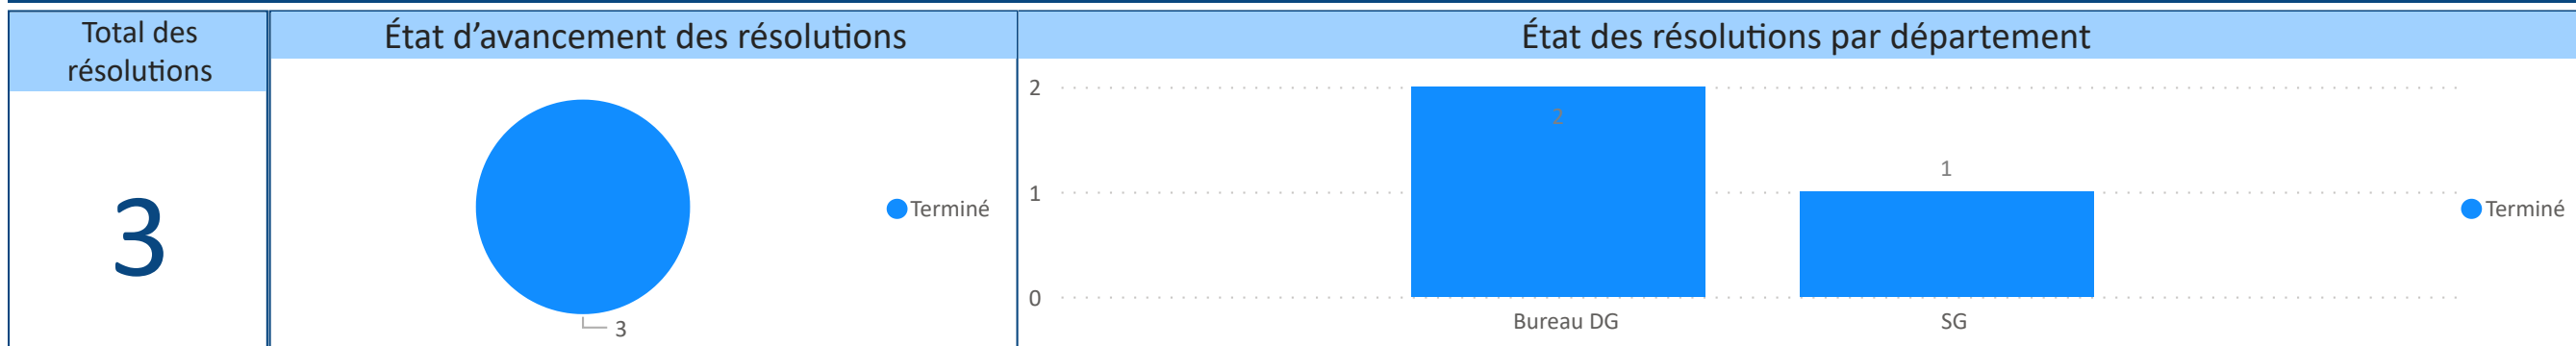 Total des
résolutions
3
État d’avancement des résolutions
3
Terminé
État des résolutions par département
2
1
0
2
1
Bureau DG
SG
Terminé